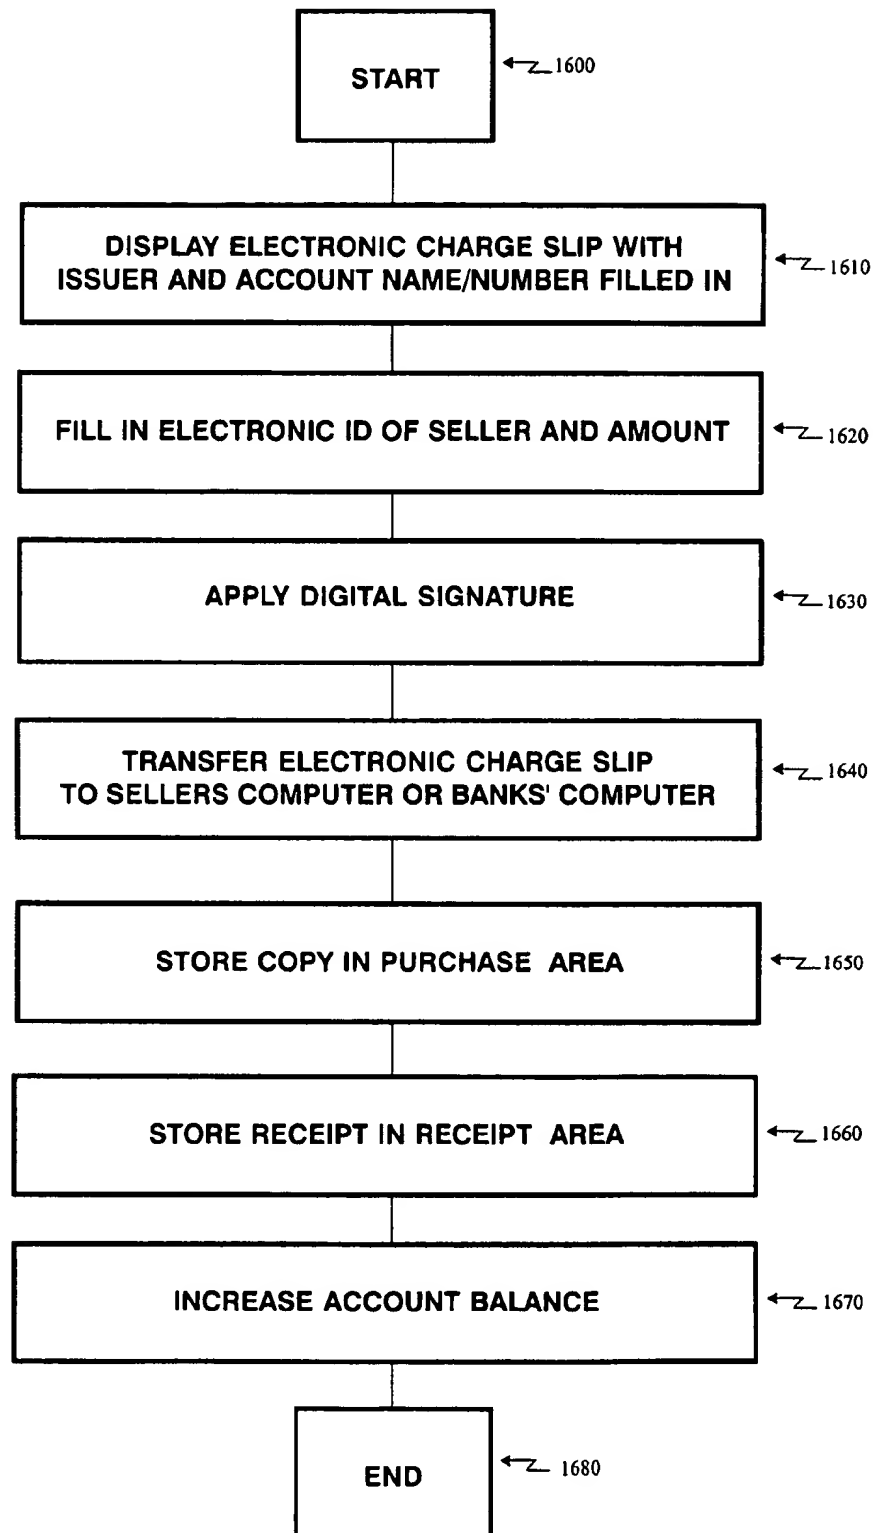 START
1600
DISPLAY ELECTRONIC CHARGE SLIP WITH
ISSUER AND ACCOUNT NAME/NUMBER FILLED IN
1610
FILL IN ELECTRONIC ID OF SELLER AND AMOUNT
1620
APPLY DIGITAL SIGNATURE
1630
TRANSFER ELECTRONIC CHARGE SLIP
TO SELLERS COMPUTER OR BANKS' COMPUTER
1640
STORE COPY IN PURCHASE AREA
1650
STORE RECEIPT IN RECEIPT AREA
1660
INCREASE ACCOUNT BALANCE
1670
END
1680